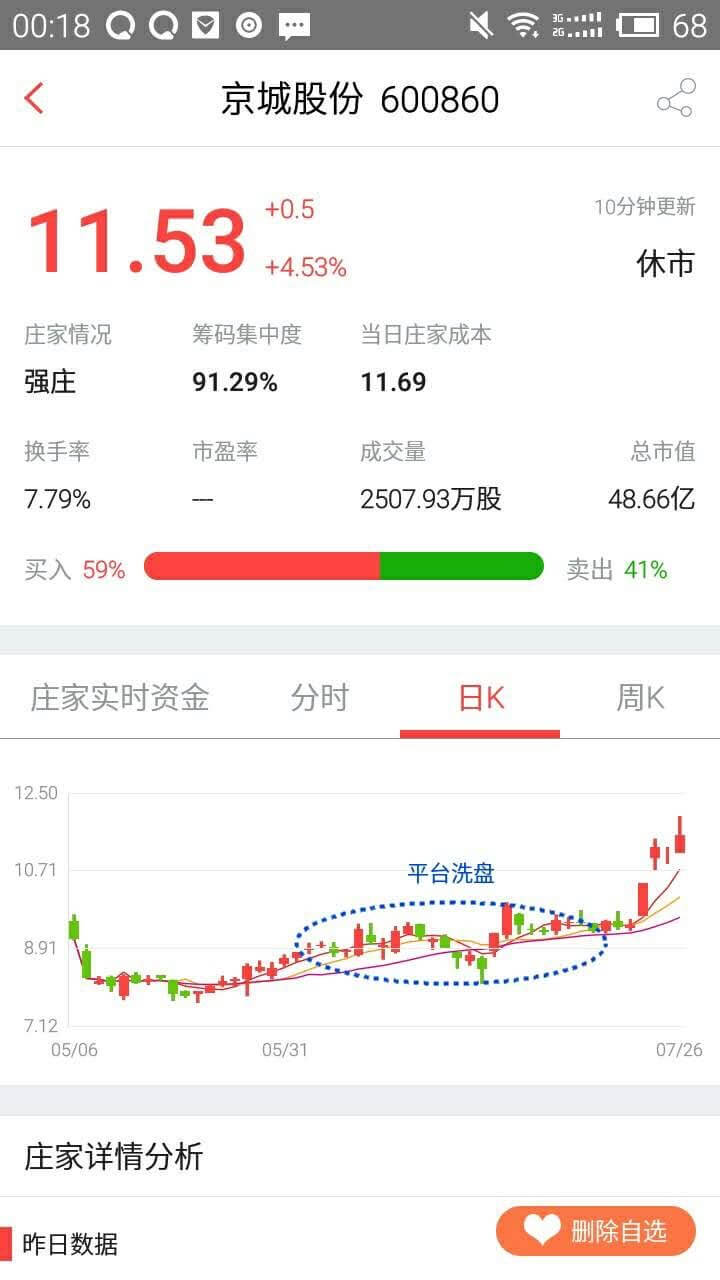 00:18 3G 2G 68
京城股份 600860
11.53 +0.5 10分钟更新
+4.53% 休市
庄家情况 筹码集中度 当日庄家成本
强庄 91.29% 11.69
换手率 市盈率 成交量 总市值
7.79% --- 2507.93万股 48.66亿
买入 59% 卖出 41%
庄家实时资金 分时 日K 周K
12.50
10.71
平台洗盘
8.91
7.12
05/06 05/31 07/26
庄家详情分析
昨日数据 删除自选